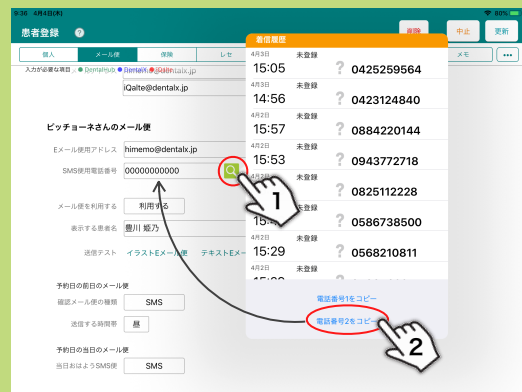 9:36 4月4日(木)
80%
患者登録
?
削除
中止
更新
個人
メール便
保険
レセ
メモ
•••
入力が必要な項目
DentalHub
DentalX
iQalte
himemo@dentalx.jp
iQalte@dentalx.jp
ピッチョーネさんのメール便
Eメール使用アドレス
himemo@dentalx.jp
SMS使用電話番号
00000000000
メール便を利用する
利用する
表示する患者名
豊川 姫乃
送信テスト
イラストEメール便
テキストEメー
予約日の前日のメール便
確認メール便の種類
SMS
送信する時間帯
昼
予約日の当日のメール便
当日おはようSMS便
SMS
着信履歴
4月3日 未登録
15:05 ? 0425259564
4月3日 未登録
14:56 ? 0423124840
4月2日 未登録
15:57 ? 0884220144
4月2日 未登録
15:53 ? 0943772718
未登録
? 0825112228
4月2日 未登録
? 0586738500
4月2日 未登録
15:29 ? 0568210811
4月2日 未登録
電話番号1をコピー
電話番号2をコピー
1
2